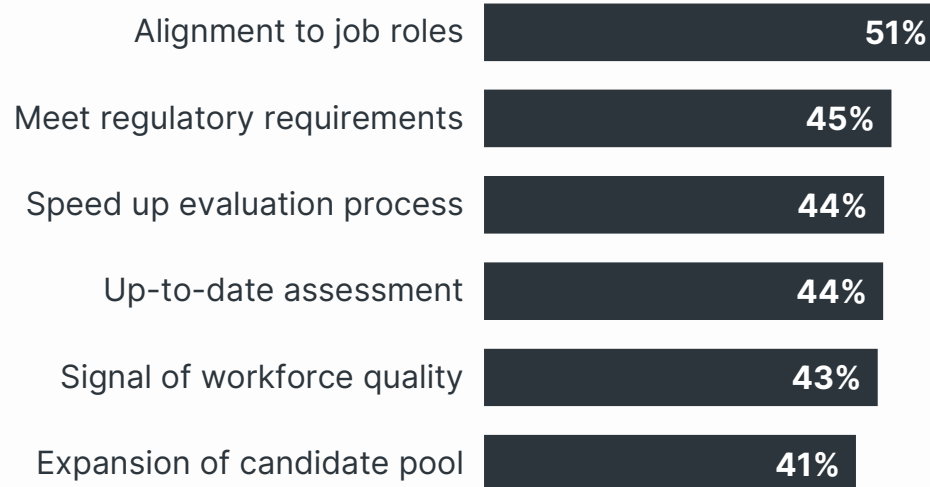 Alignment to job roles 51%
Meet regulatory requirements 45%
Speed up evaluation process 44%
Up-to-date assessment 44%
Signal of workforce quality 43%
Expansion of candidate pool 41%